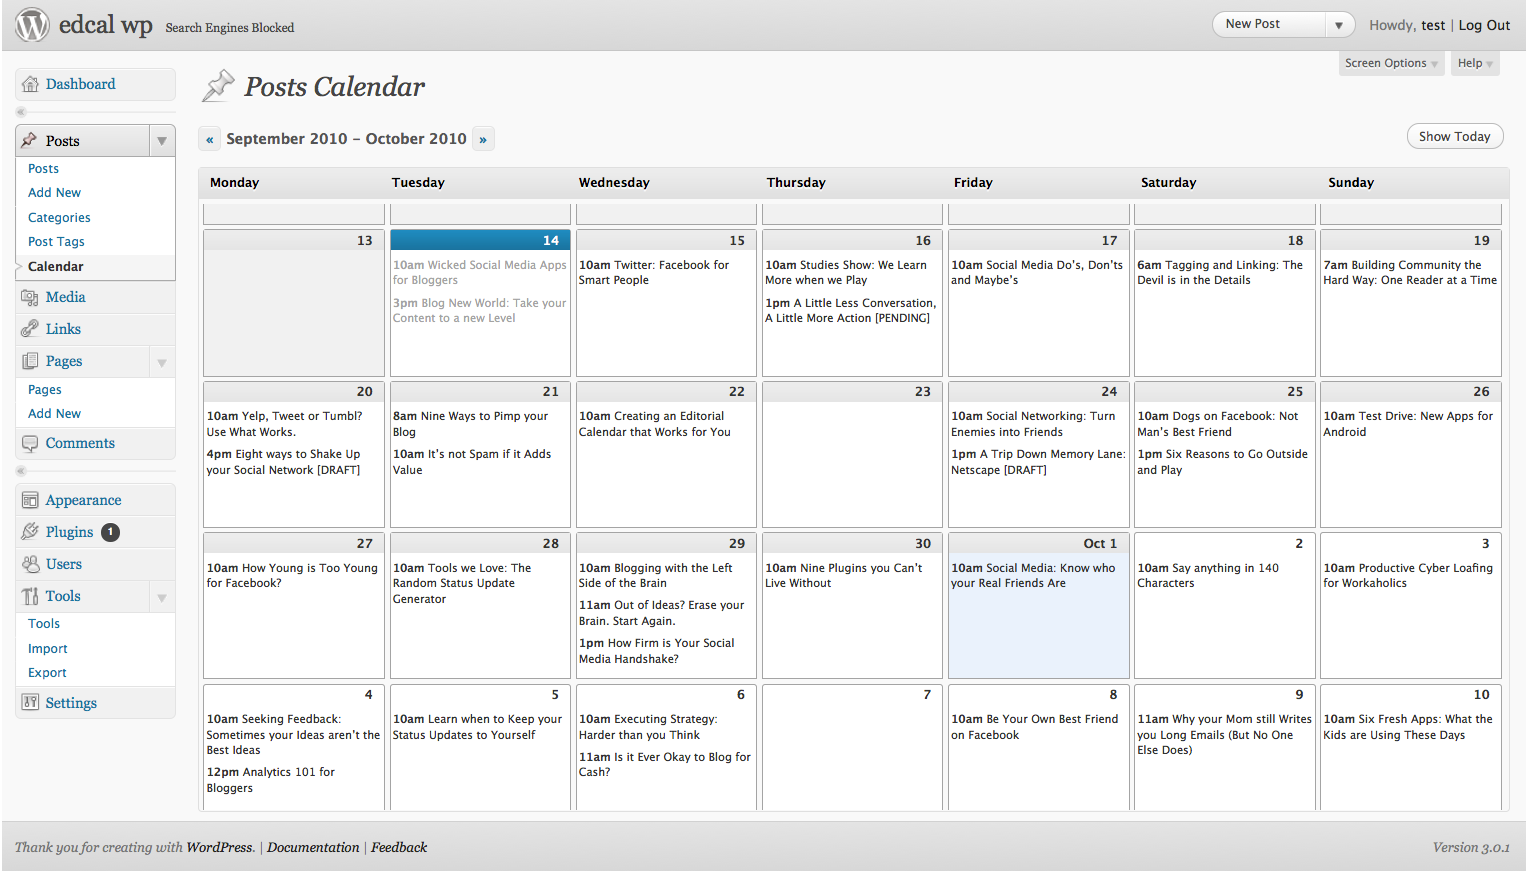 edcal wp Search Engines Blocked
New Post
Howdy, test | Log Out
Screen Options
Help
Dashboard
Posts
Posts
Add New
Categories
Post Tags
Calendar
Media
Links
Pages
Pages
Add New
Comments
Appearance
Plugins 1
Users
Tools
Tools
Import
Export
Settings
Posts Calendar
« September 2010 – October 2010 »
Show Today
Monday Tuesday Wednesday Thursday Friday Saturday Sunday
13
14
10am Wicked Social Media Apps
for Bloggers
3pm Blog New World: Take your
Content to a new Level
15
10am Twitter: Facebook for
Smart People
16
10am Studies Show: We Learn
More when we Play
1pm A Little Less Conversation,
A Little More Action [PENDING]
17
10am Social Media Do's, Don'ts
and Maybe's
18
6am Tagging and Linking: The
Devil is in the Details
19
7am Building Community the
Hard Way: One Reader at a Time
20
10am Yelp, Tweet or Tumbl?
Use What Works.
4pm Eight ways to Shake Up
your Social Network [DRAFT]
21
8am Nine Ways to Pimp your
Blog
10am It's not Spam if it Adds
Value
22
10am Creating an Editorial
Calendar that Works for You
23
24
10am Social Networking: Turn
Enemies into Friends
1pm A Trip Down Memory Lane:
Netscape [DRAFT]
25
10am Dogs on Facebook: Not
Man's Best Friend
1pm Six Reasons to Go Outside
and Play
26
10am Test Drive: New Apps for
Android
27
10am How Young is Too Young
for Facebook?
28
10am Tools we Love: The
Random Status Update
Generator
29
10am Blogging with the Left
Side of the Brain
11am Out of Ideas? Erase your
Brain. Start Again.
1pm How Firm is Your Social
Media Handshake?
30
10am Nine Plugins you Can't
Live Without
Oct 1
10am Social Media: Know who
your Real Friends Are
2
10am Say anything in 140
Characters
3
10am Productive Cyber Loafing
for Workaholics
4
10am Seeking Feedback:
Sometimes your Ideas aren't the
Best Ideas
12pm Analytics 101 for
Bloggers
5
10am Learn when to Keep your
Status Updates to Yourself
6
10am Executing Strategy:
Harder than you Think
11am Is it Ever Okay to Blog for
Cash?
7
8
10am Be Your Own Best Friend
on Facebook
9
11am Why your Mom still Writes
you Long Emails (But No One
Else Does)
10
10am Six Fresh Apps: What the
Kids are Using These Days
Thank you for creating with WordPress. | Documentation | Feedback
Version 3.0.1